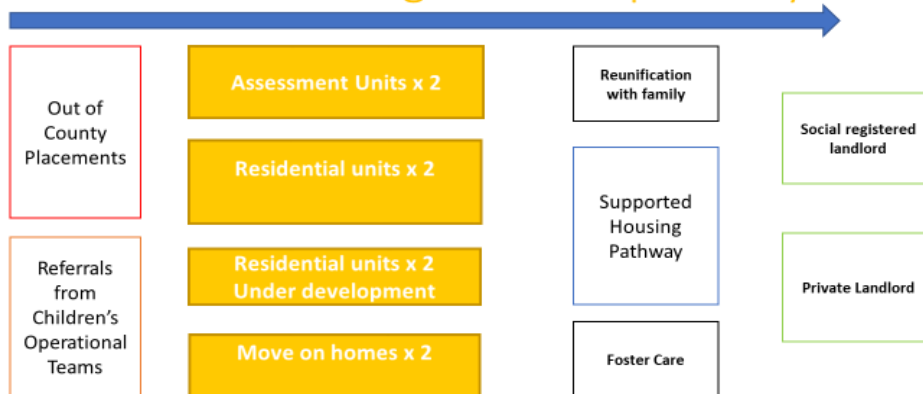 Out of
County
Placements
Referrals
from
Children's
Operational
Teams
Assessment Units x 2
Residential units x 2
Residential units x 2
Under development
Move on homes x 2
Reunification
with family
Supported
Housing
Pathway
Foster Care
Social registered
landlord
Private Landlord